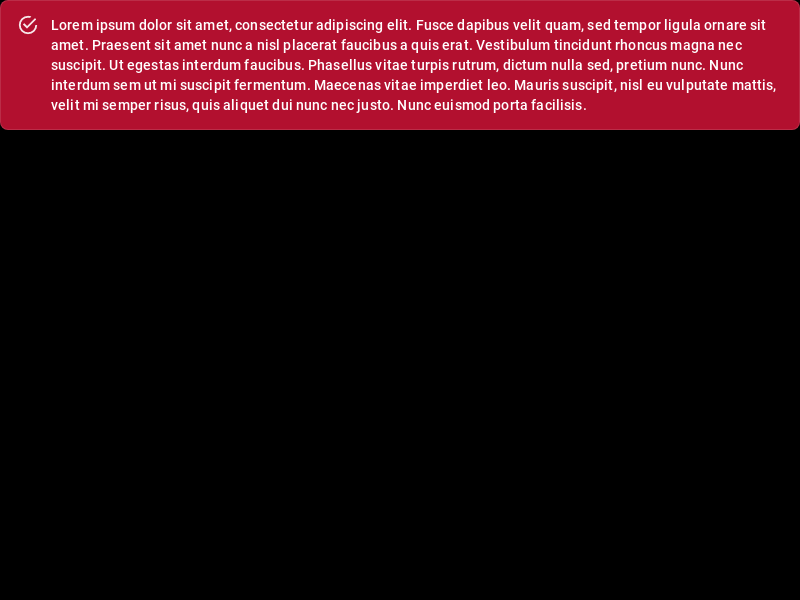 Lorem ipsum dolor sit amet, consectetur adipiscing elit. Fusce dapibus velit quam, sed tempor ligula ornare sit
amet. Praesent sit amet nunc a nisl placerat faucibus a quis erat. Vestibulum tincidunt rhoncus magna nec
suscipit. Ut egestas interdum faucibus. Phasellus vitae turpis rutrum, dictum nulla sed, pretium nunc. Nunc
interdum sem ut mi suscipit fermentum. Maecenas vitae imperdiet leo. Mauris suscipit, nisl eu vulputate mattis,
velit mi semper risus, quis aliquet dui nunc nec justo. Nunc euismod porta facilisis.